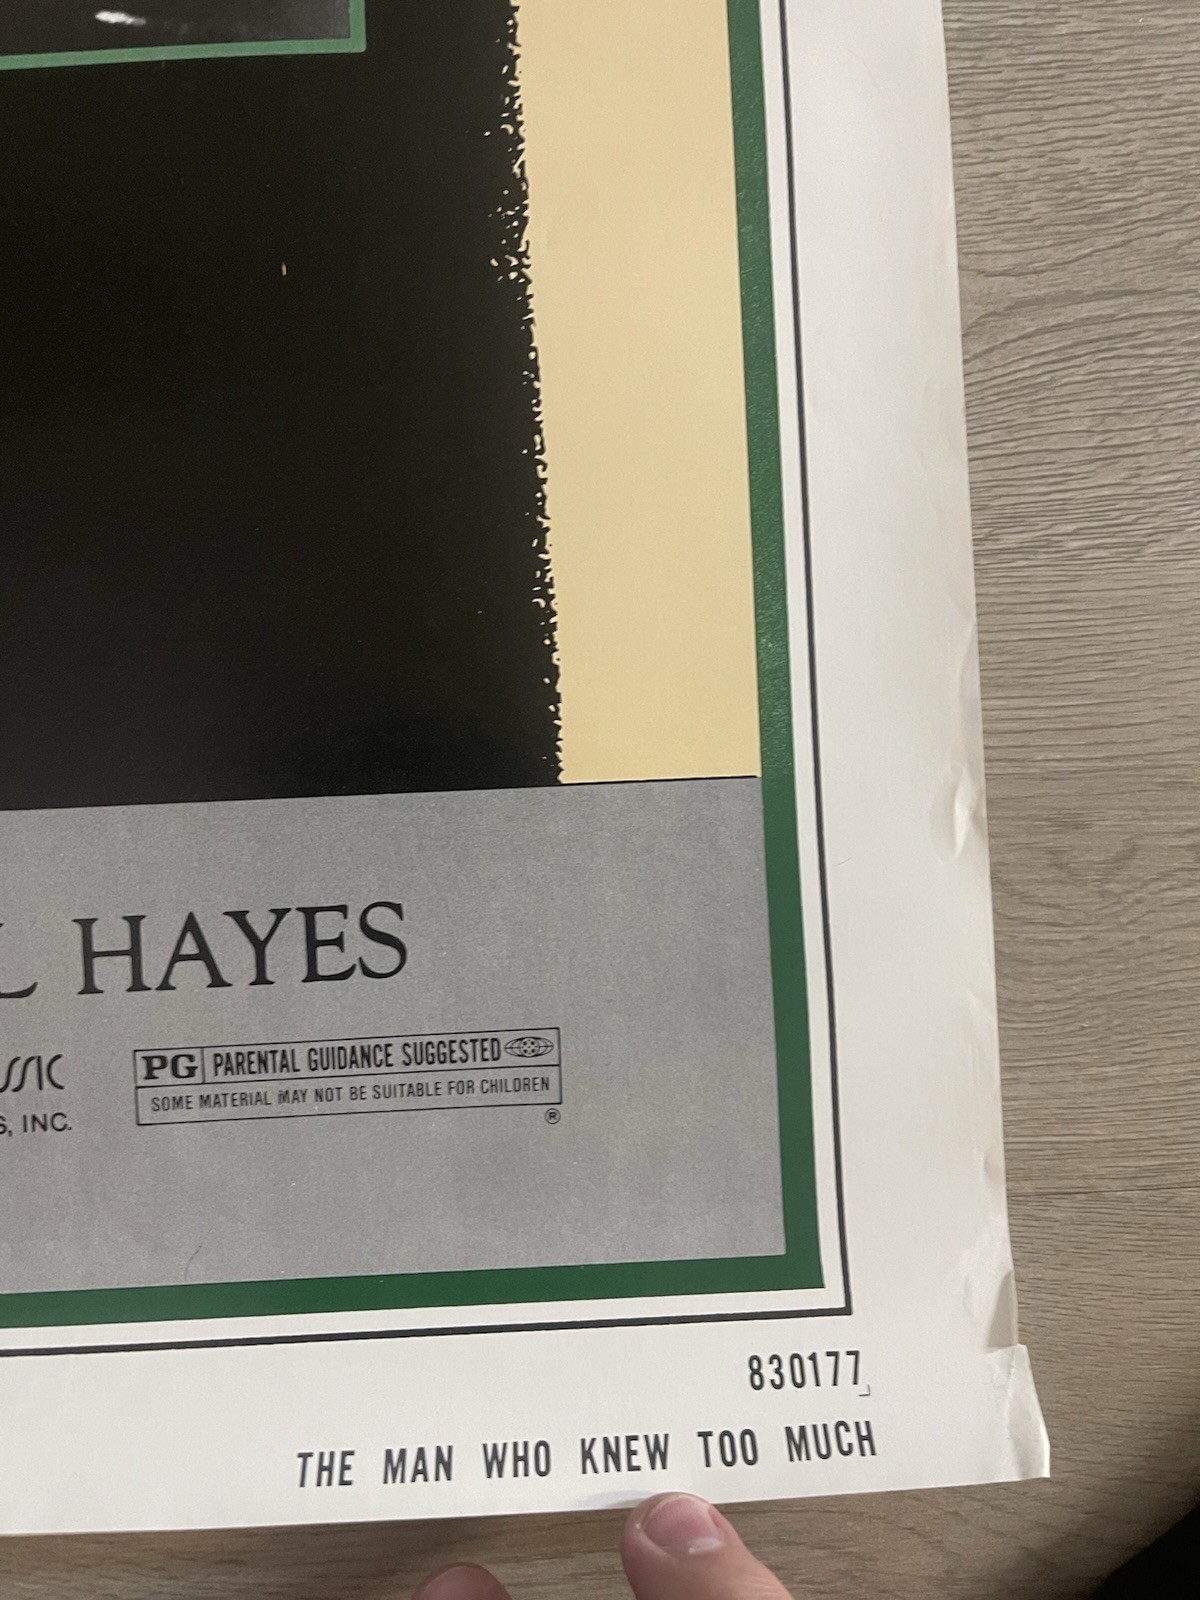 HAYES
PG PARENTAL GUIDANCE SUGGESTED
SOME MATERIAL MAY NOT BE SUITABLE FOR CHILDREN
®
INC.
830177
THE MAN WHO KNEW TOO MUCH